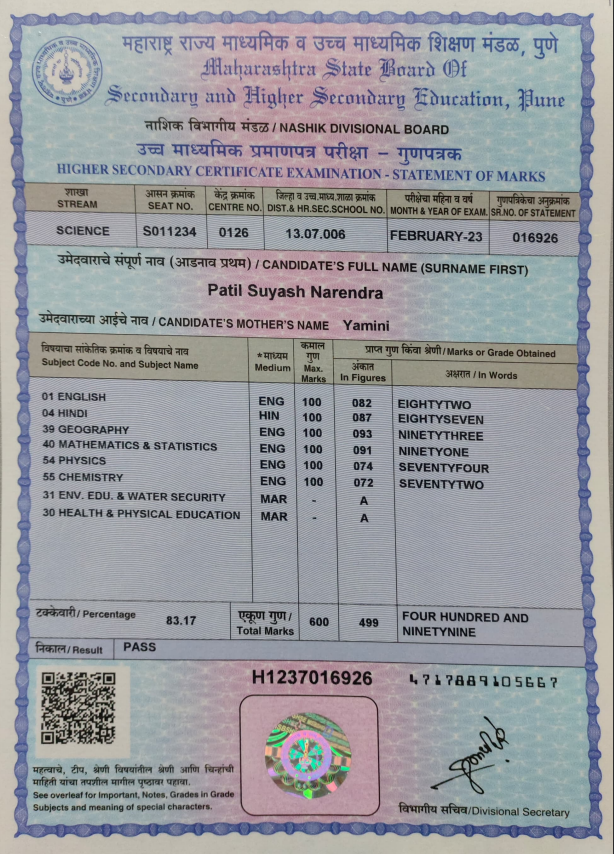 महाराष्ट्र राज्य माध्यमिक व उच्च माध्यमिक शिक्षण मंडळ, पुणे
Maharashtra State Board Of
Secondary and Higher Secondary Education, Pune
नाशिक विभागीय मंडळ / NASHIK DIVISIONAL BOARD
उच्च माध्यमिक प्रमाणपत्र परीक्षा – गुणपत्रक
HIGHER SECONDARY CERTIFICATE EXAMINATION - STATEMENT OF MARKS
शाखा आसन क्रमांक केंद्र क्रमांक जिल्हा व उच्च.माध्य.शाळा क्रमांक परीक्षेचा महिना व वर्ष गुणपत्रिकेचा अनुक्रमांक
STREAM SEAT NO. CENTRE NO. DIST.& HR.SEC.SCHOOL NO. MONTH & YEAR OF EXAM. SR.NO. OF STATEMENT
SCIENCE S011234 0126 13.07.006 FEBRUARY-23 016926
उमेदवाराचे संपूर्ण नाव (आडनाव प्रथम) / CANDIDATE'S FULL NAME (SURNAME FIRST)
Patil Suyash Narendra
उमेदवाराच्या आईचे नाव / CANDIDATE'S MOTHER'S NAME Yamini
विषयाचा सांकेतिक क्रमांक व विषयाचे नाव
Subject Code No. and Subject Name
*माध्यम
Medium
कमाल
गुण
Max.
Marks
प्राप्त गुण किंवा श्रेणी / Marks or Grade Obtained
अंकात
In Figures
अक्षरात / In Words
01 ENGLISH ENG 100 082 EIGHTYTWO
04 HINDI HIN 100 087 EIGHTYSEVEN
39 GEOGRAPHY ENG 100 093 NINETYTHREE
40 MATHEMATICS & STATISTICS ENG 100 091 NINETYONE
54 PHYSICS ENG 100 074 SEVENTYFOUR
55 CHEMISTRY ENG 100 072 SEVENTYTWO
31 ENV. EDU. & WATER SECURITY MAR - A
30 HEALTH & PHYSICAL EDUCATION MAR - A
टक्केवारी / Percentage 83.17
एकूण गुण /
Total Marks
600 499
FOUR HUNDRED AND
NINETYNINE
निकाल / Result PASS
H1237016926
4717889105667
महत्वाचे, टीप, श्रेणी विषयांतील श्रेणी आणि चिन्हांची
माहिती यांचा तपशील मागील पृष्ठावर पहावा.
See overleaf for Important, Notes, Grades in Grade
Subjects and meaning of special characters.
विभागीय सचिव/Divisional Secretary